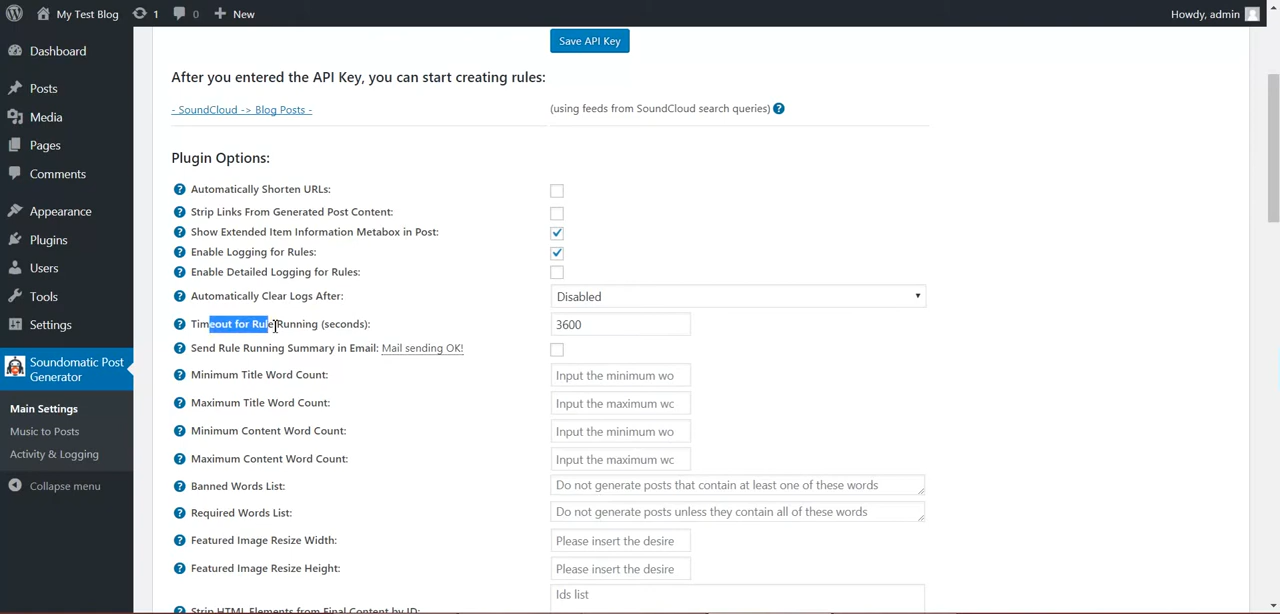 My Test Blog 1 0 New Howdy, admin
Dashboard
Posts
Media
Pages
Comments
Appearance
Plugins
Users
Tools
Settings
Soundomatic Post
Generator
Main Settings
Music to Posts
Activity & Logging
Collapse menu
Save API Key
After you entered the API Key, you can start creating rules:
- SoundCloud -> Blog Posts - (using feeds from SoundCloud search queries)
Plugin Options:
Automatically Shorten URLs:
Strip Links From Generated Post Content:
Show Extended Item Information Metabox in Post:
Enable Logging for Rules:
Enable Detailed Logging for Rules:
Automatically Clear Logs After: Disabled
Timeout for Rule Running (seconds): 3600
Send Rule Running Summary in Email: Mail sending OK!
Minimum Title Word Count: Input the minimum wo
Maximum Title Word Count: Input the maximum wc
Minimum Content Word Count: Input the minimum wo
Maximum Content Word Count: Input the maximum wc
Banned Words List: Do not generate posts that contain at least one of these words
Required Words List: Do not generate posts unless they contain all of these words
Featured Image Resize Width: Please insert the desire
Featured Image Resize Height: Please insert the desire
Strip HTML Elements from Final Content by ID: Ids list